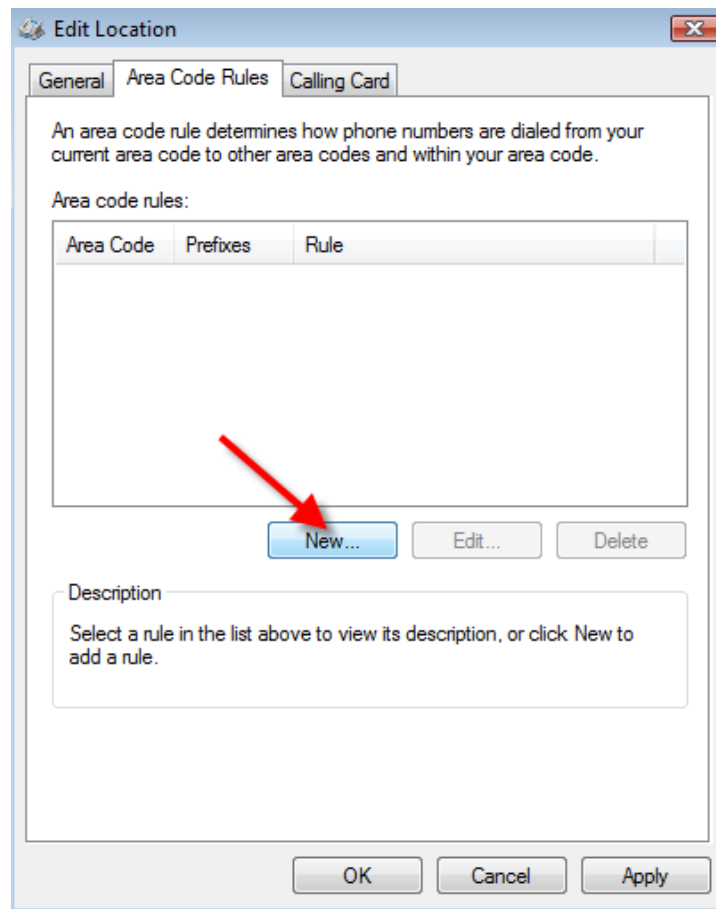 Edit Location
General Area Code Rules Calling Card
An area code rule determines how phone numbers are dialed from your
current area code to other area codes and within your area code.
Area code rules:
Area Code Prefixes Rule
New... Edit... Delete
Description
Select a rule in the list above to view its description, or click New to
add a rule.
OK Cancel Apply